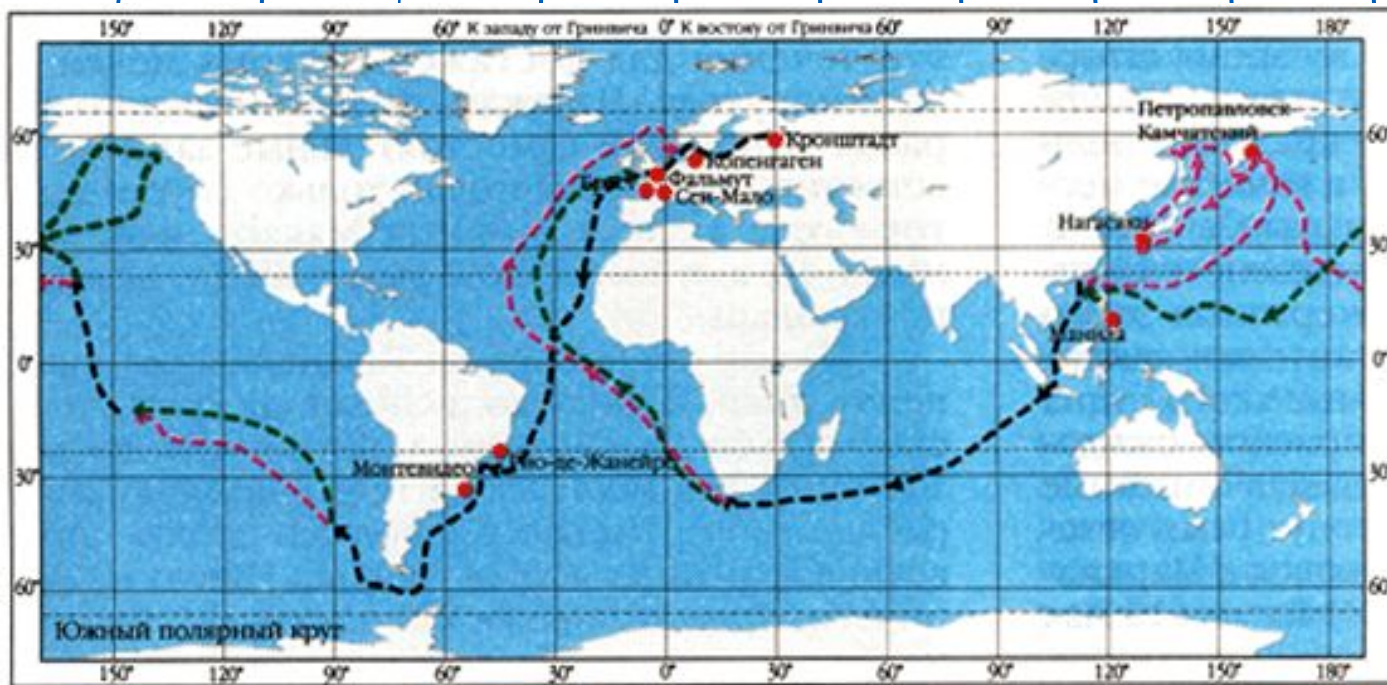 150° 120° 90° 60° К западу от Гринвича 0° К востоку от Гринвича 60° 90° 120° 150° 180°
Петропавловск-
Камчатский
60° 60°
Кронштадт
Копенгаген
Фальмут
Сен-Мало
Нагасаки
30° 30°
Манила
0° 0°
Рио-де-Жанейро
Монтевидео
30° 30°
60° 60
Южный полярный круг
150° 120° 90° 60° 30° 0° 30° 60° 90° 120° 150° 180°